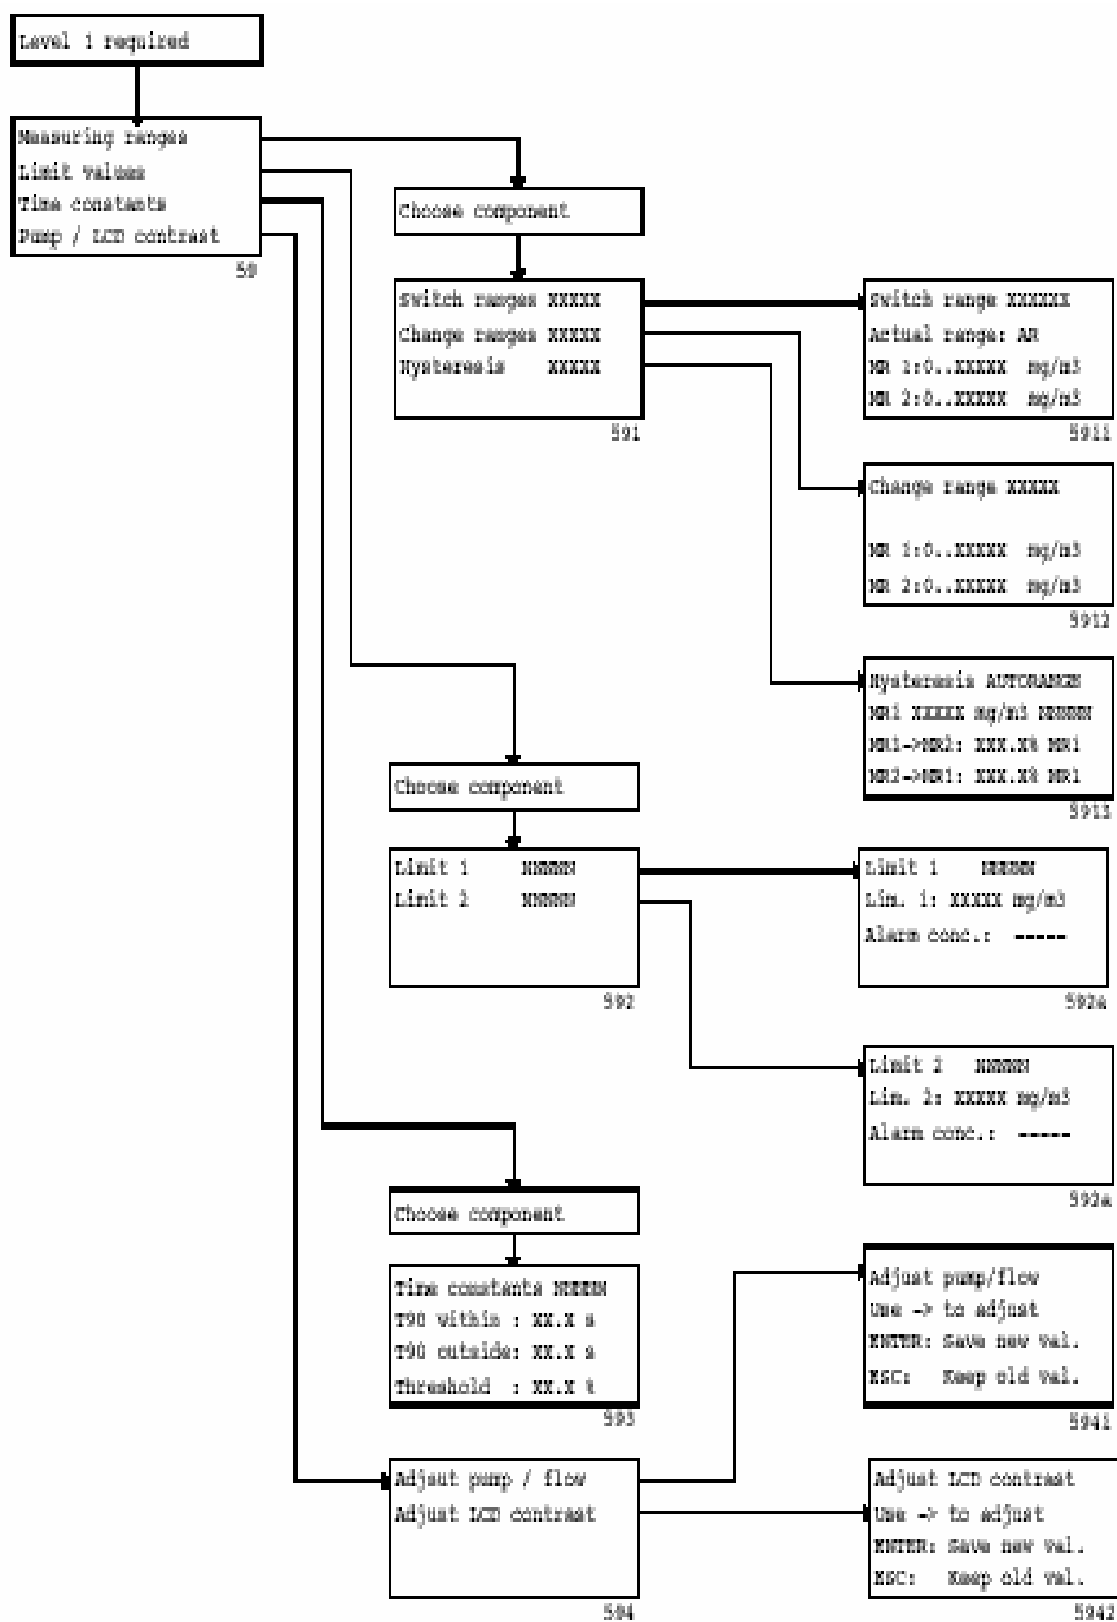 Level 1 required
Measuring ranges
Limit values
Time constants
Pump / LCD contrast
59
Choose component
Switch ranges XXXXX
Change ranges XXXXX
Hysteresis XXXXX
591
Switch range XXXXXX
Actual range: AR
MR 1:0..XXXXX mg/m3
MR 2:0..XXXXX mg/m3
5911
Change range XXXXX
MR 1:0..XXXXX mg/m3
MR 2:0..XXXXX mg/m3
5912
Hysteresis AUTORANGE
MR1 XXXXX mg/m3 NNNNN
MR1->MR2: XXX.X% MR1
MR2->MR1: XXX.X% MR1
5913
Choose component
Limit 1 NNNNN
Limit 2 NNNNN
592
Limit 1 NNNNN
Lim. 1: XXXXX mg/m3
Alarm conc.: -----
592a
Limit 2 NNNNN
Lim. 2: XXXXX mg/m3
Alarm conc.: -----
592a
Choose component
Time constants NNNNN
T90 within : XX.X s
T90 outside: XX.X s
Threshold : XX.X %
593
Adjust pump / flow
Adjust LCD contrast
594
Adjust pump/flow
Use -> to adjust
ENTER: Save new val.
ESC: Keep old val.
5941
Adjust LCD contrast
Use -> to adjust
ENTER: Save new val.
ESC: Keep old val.
5942